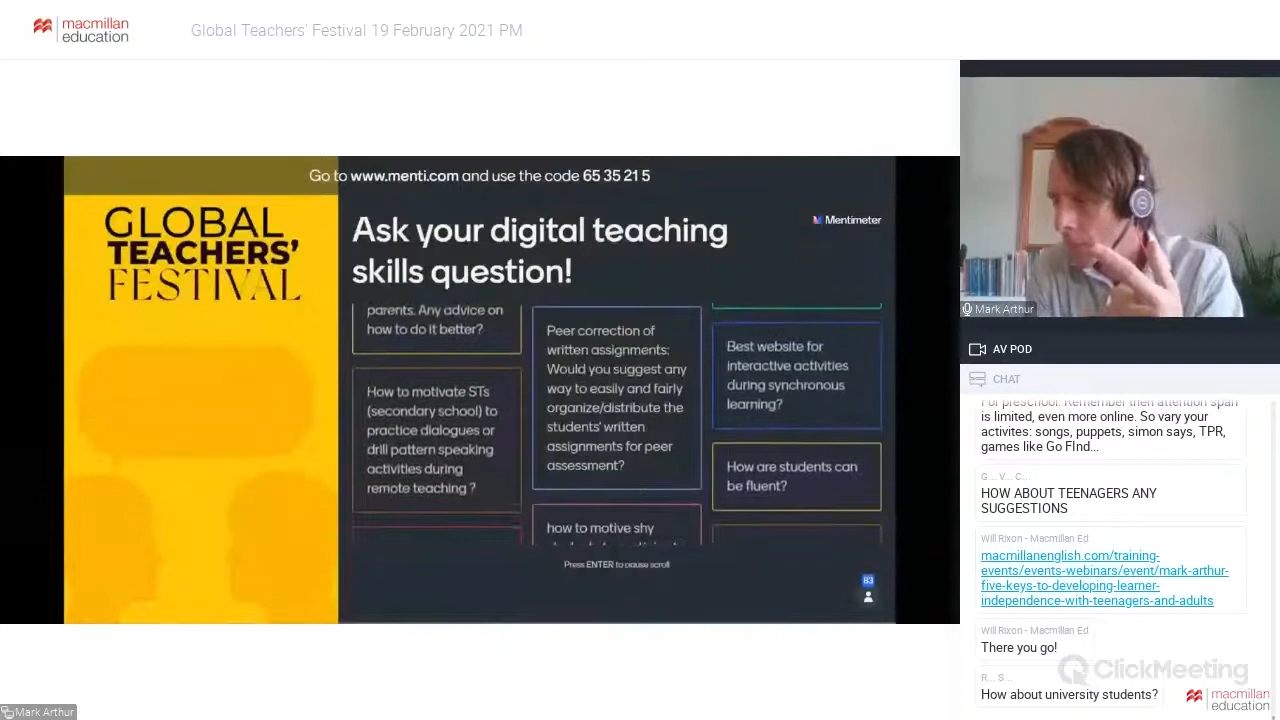 macmillan
education
Global Teachers' Festival 19 February 2021 PM
Go to www.menti.com and use the code 65 35 21 5
GLOBAL
TEACHERS'
FESTIVAL
Ask your digital teaching
skills question!
Mentimeter
parents. Any advice on
how to do it better?
How to motivate STs
(secondary school) to
practice dialogues or
drill pattern speaking
activities during
remote teaching ?
Peer correction of
written assignments:
Would you suggest any
way to easily and fairly
organize/distribute the
students' written
assignments for peer
assessment?
how to motive shy
Best website for
interactive activities
during synchronous
learning?
How are students can
be fluent?
Press ENTER to pause scroll
83
Mark Arthur
Mark Arthur
AV POD
CHAT
For preschool. Remember then attention span
is limited, even more online. So vary your
activites: songs, puppets, simon says, TPR,
games like Go FInd...
G... V... C...
HOW ABOUT TEENAGERS ANY
SUGGESTIONS
Will Rixon - Macmillan Ed
macmillanenglish.com/training-
events/events-webinars/event/mark-arthur-
five-keys-to-developing-learner-
independence-with-teenagers-and-adults
Will Rixon - Macmillan Ed
There you go!
R... S...
How about university students?
ClickMeeting
macmillan
education